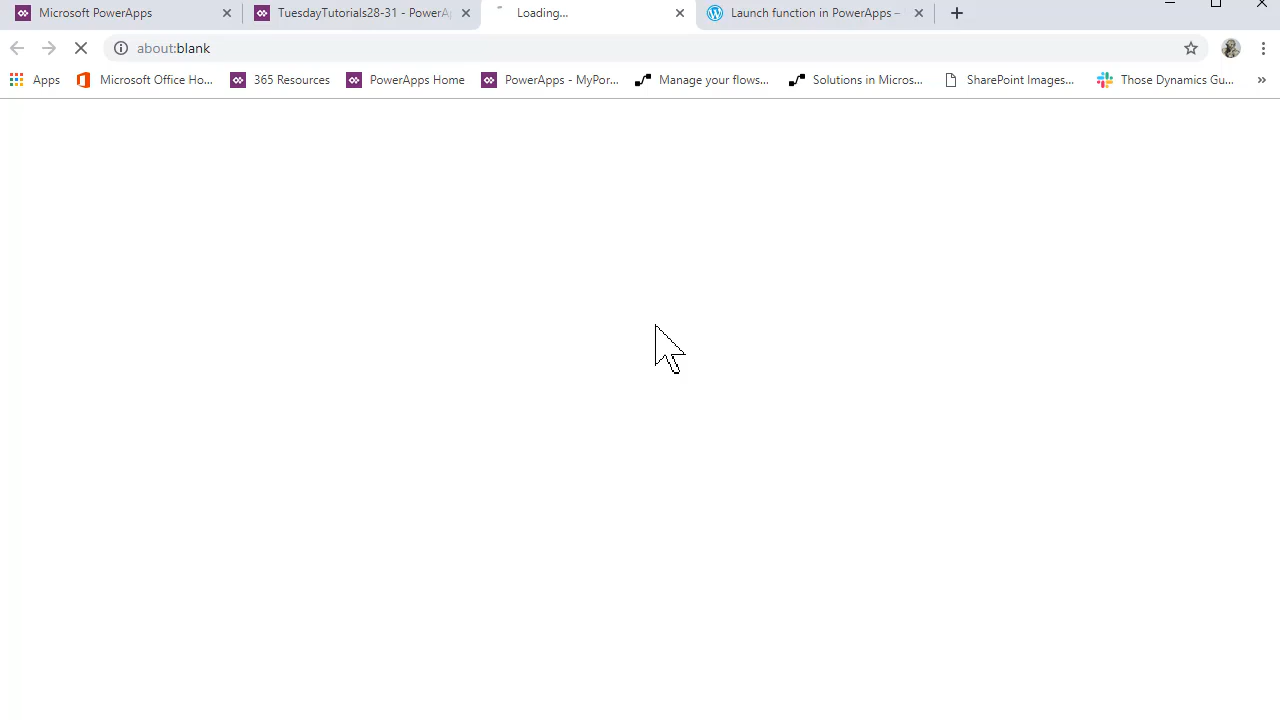 Microsoft PowerApps
TuesdayTutorials28-31 - PowerA
Loading...
Launch function in PowerApps –
about:blank
Apps
Microsoft Office Ho...
365 Resources
PowerApps Home
PowerApps - MyPor...
Manage your flows...
Solutions in Micros...
SharePoint Images...
Those Dynamics Gu...
»